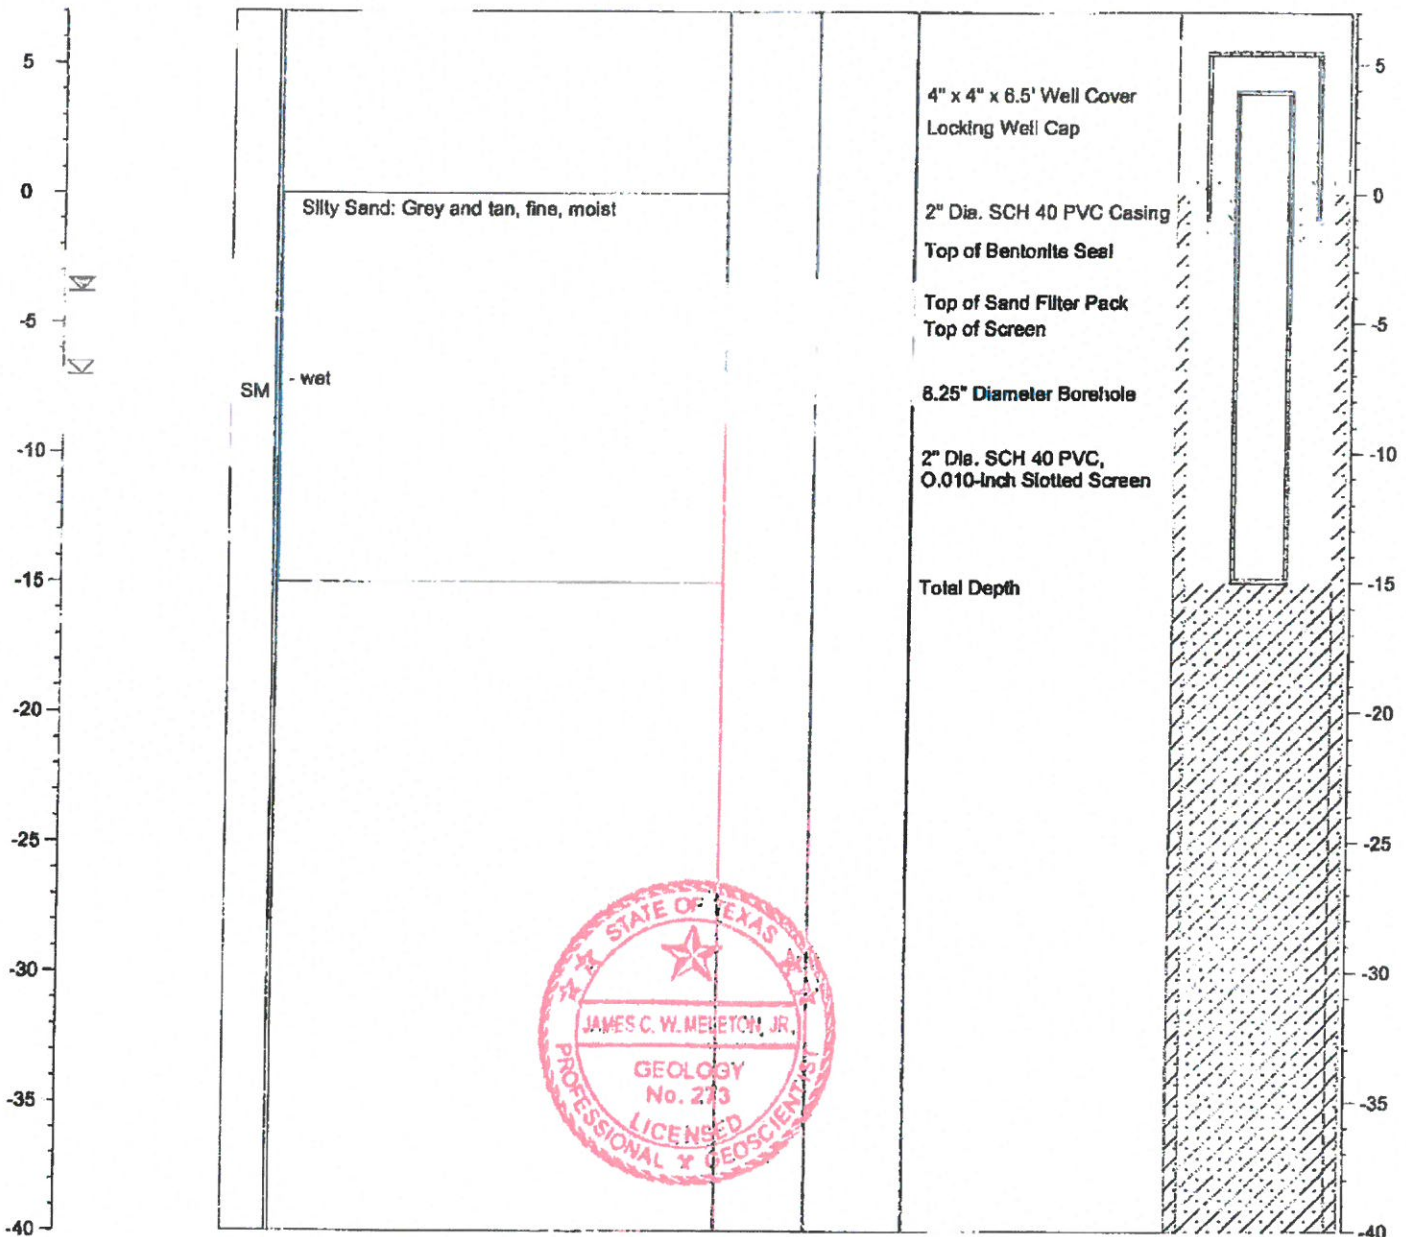 5
5
4" x 4" x 6.5' Well Cover
Locking Well Cap
0
0
Silty Sand: Grey and tan, fine, moist
2" Dia. SCH 40 PVC Casing
Top of Bentonite Seal
Top of Sand Filter Pack
-5
-5
Top of Screen
SM
- wet
8.25" Diameter Borehole
-10
-10
2" Dia. SCH 40 PVC,
0.010-Inch Slotted Screen
-15
-15
Total Depth
-20
-20
-25
-25
STATE OF TEXAS
-30
-30
JAMES C. W. MELETON, JR.
GEOLOGY
No. 273
-35
-35
LICENSED
PROFESSIONAL GEOSCIENTIST
-40
-40